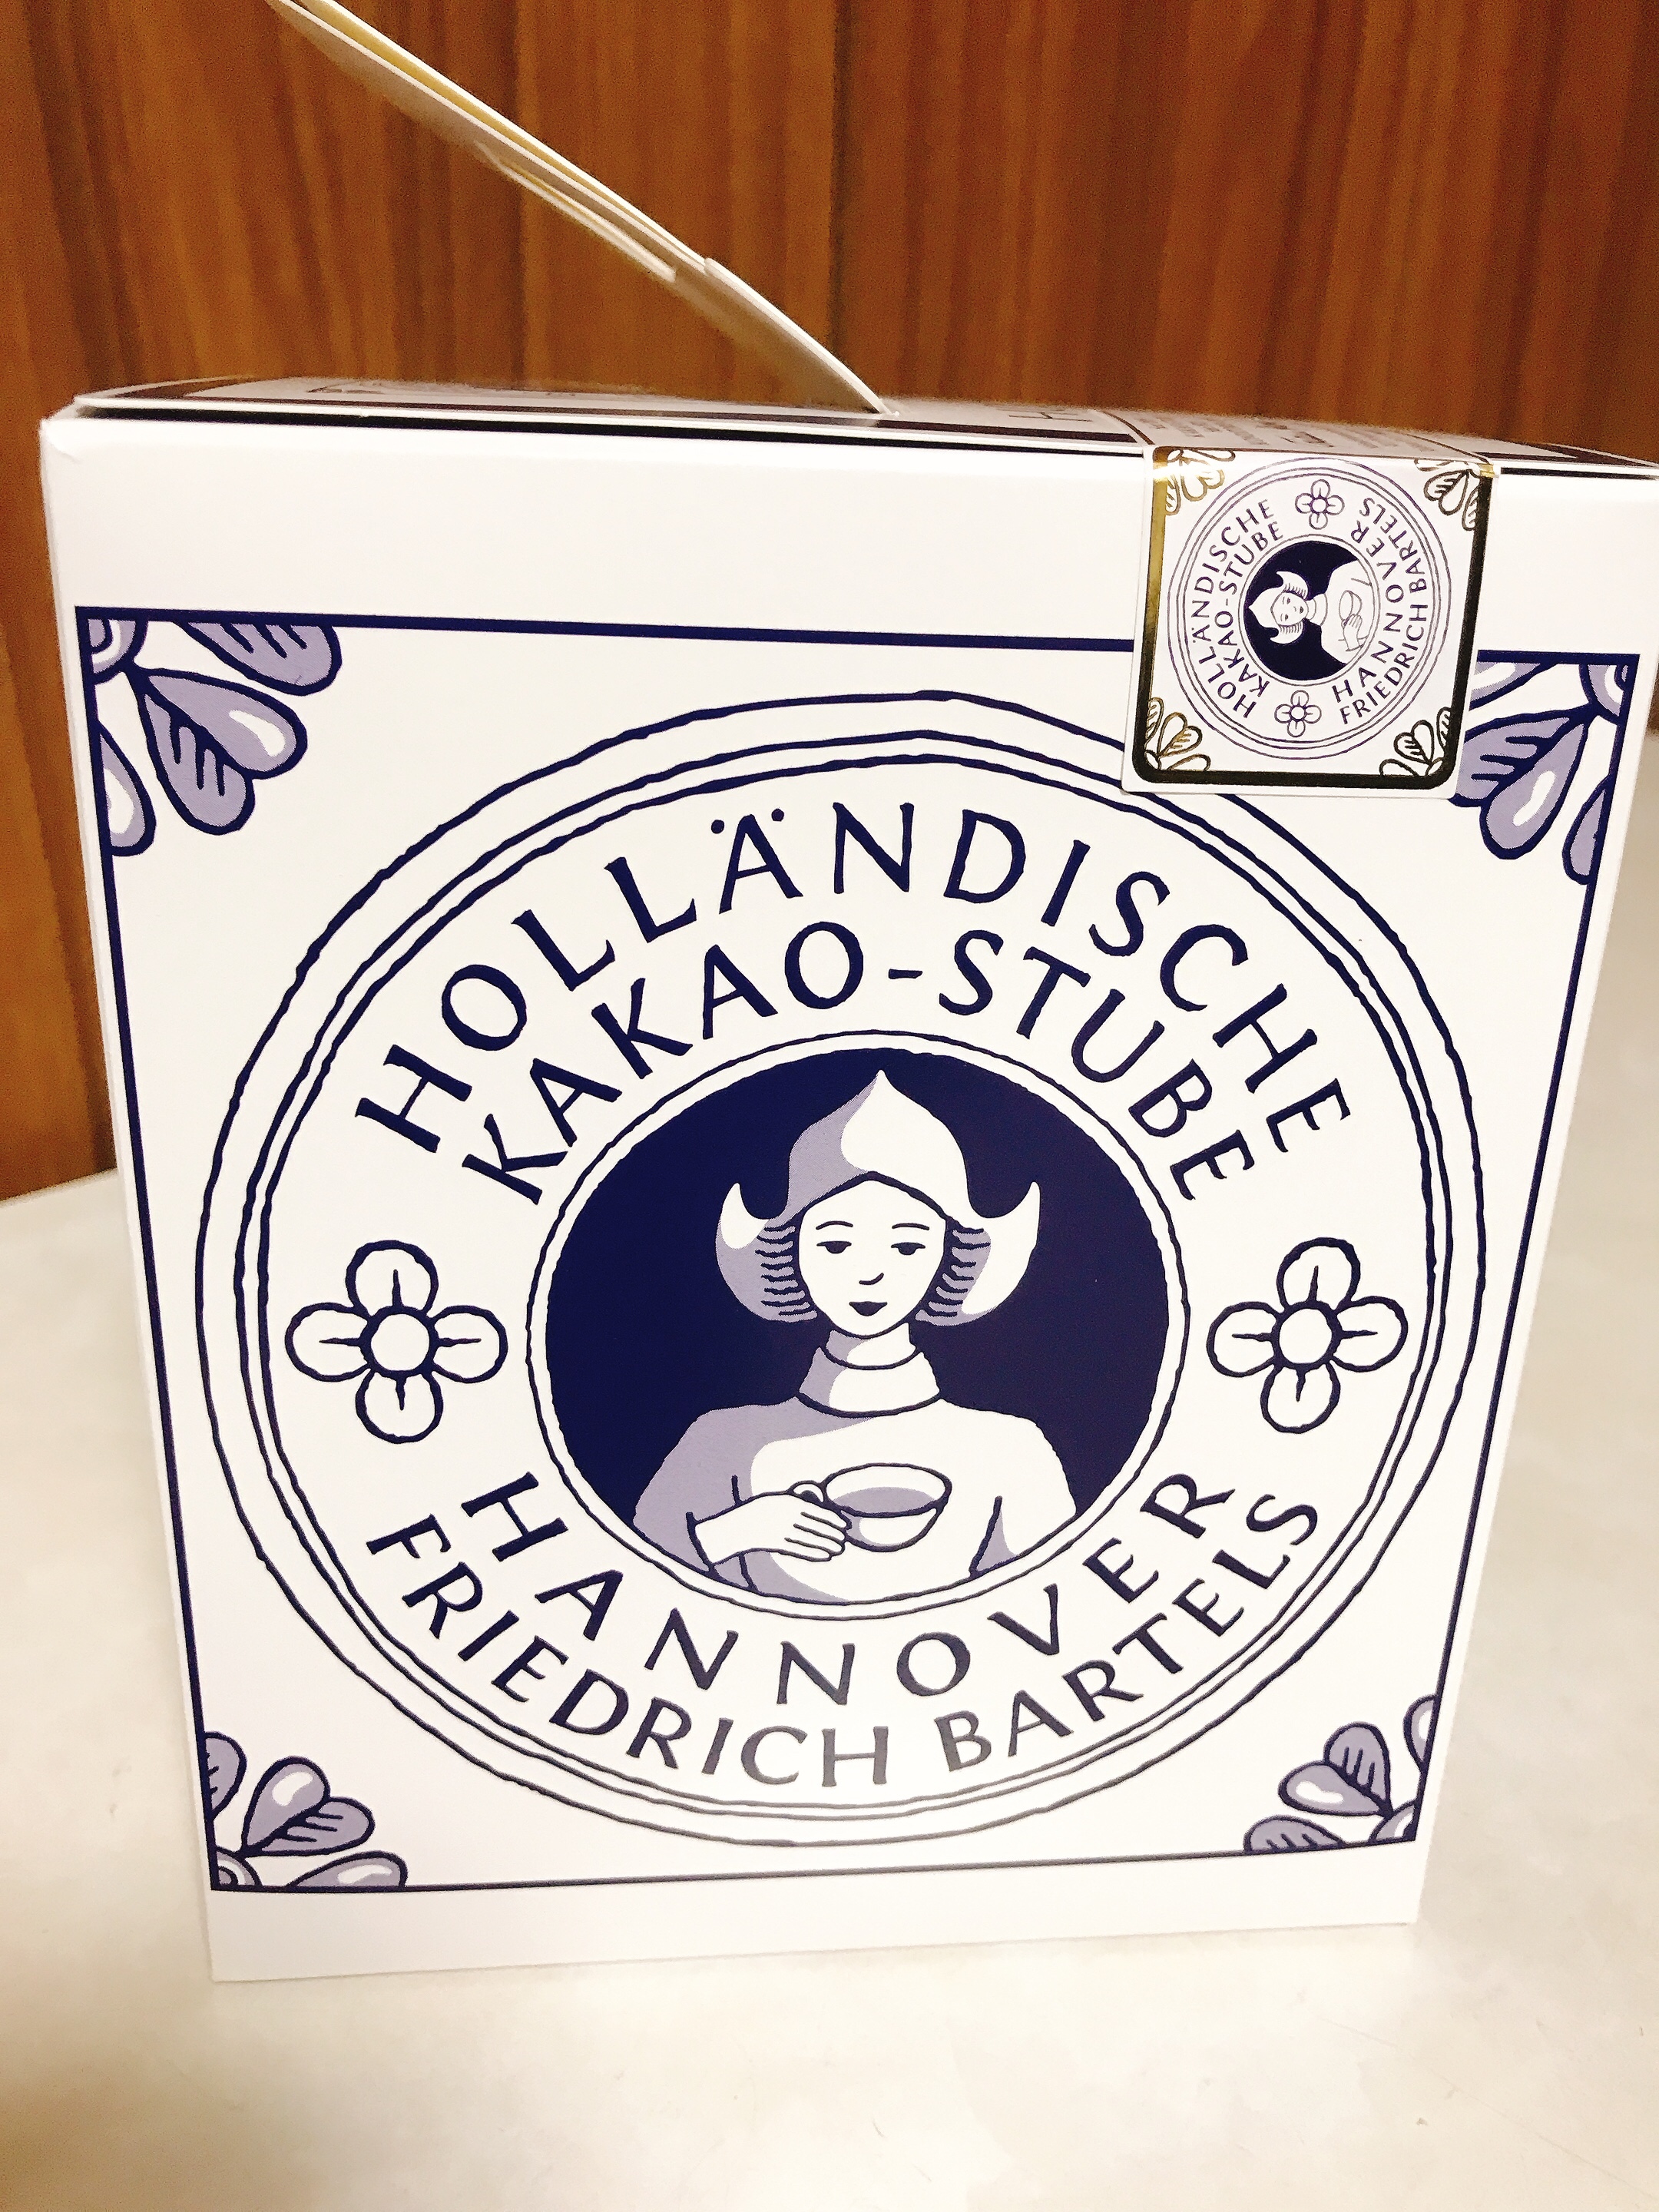 HOLLÄNDISCHE
KAKAO-STUBE
HANNOVER
FRIEDRICH BARTELS
HOLLÄNDISCHE
KAKAO-STUBE
HANNOVER
FRIEDRICH BARTELS